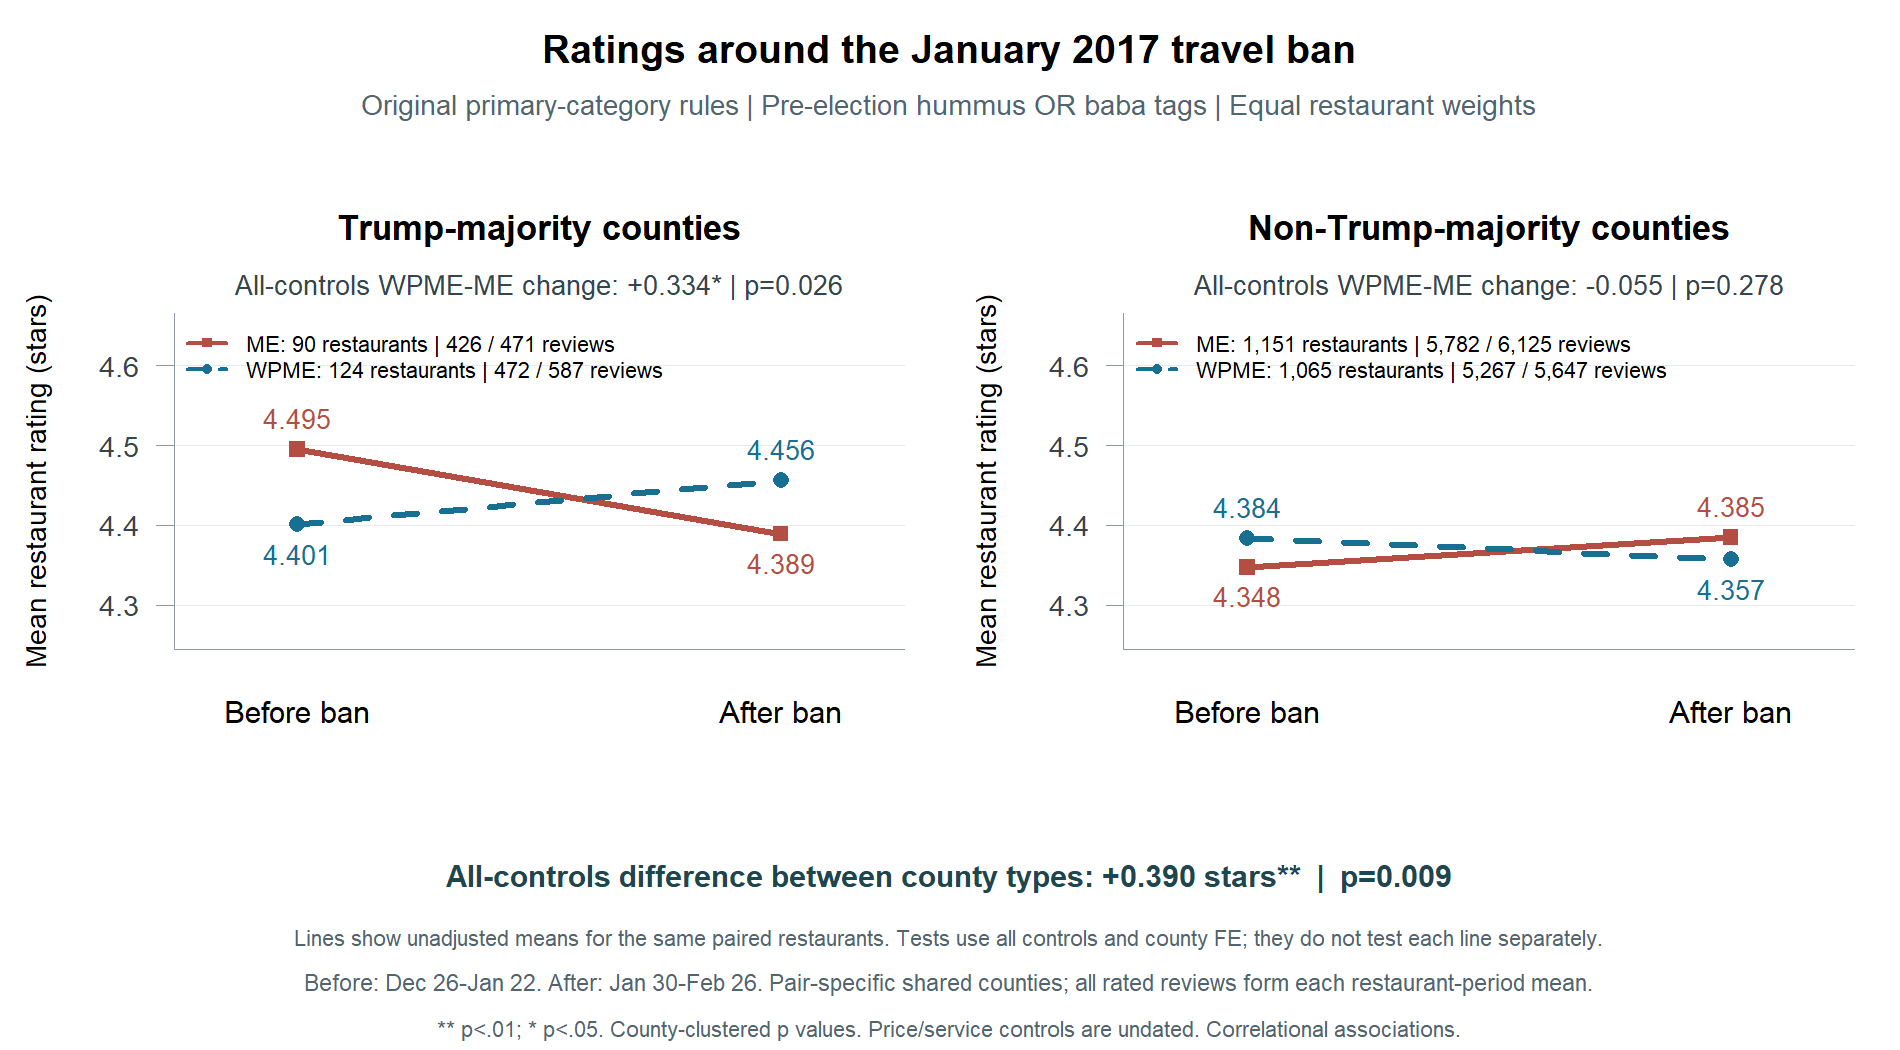 Ratings around the January 2017 travel ban
Original primary-category rules | Pre-election hummus OR baba tags | Equal restaurant weights
Trump-majority counties
All-controls WPME-ME change: +0.334* | p=0.026
Mean restaurant rating (stars)
ME: 90 restaurants | 426 / 471 reviews
WPME: 124 restaurants | 472 / 587 reviews
4.6
4.5
4.4
4.3
4.495
4.401
4.456
4.389
Before ban
After ban
Non-Trump-majority counties
All-controls WPME-ME change: -0.055 | p=0.278
Mean restaurant rating (stars)
ME: 1,151 restaurants | 5,782 / 6,125 reviews
WPME: 1,065 restaurants | 5,267 / 5,647 reviews
4.6
4.5
4.4
4.3
4.384
4.348
4.385
4.357
Before ban
After ban
All-controls difference between county types: +0.390 stars** | p=0.009
Lines show unadjusted means for the same paired restaurants. Tests use all controls and county FE; they do not test each line separately.
Before: Dec 26-Jan 22. After: Jan 30-Feb 26. Pair-specific shared counties; all rated reviews form each restaurant-period mean.
** p<.01; * p<.05. County-clustered p values. Price/service controls are undated. Correlational associations.